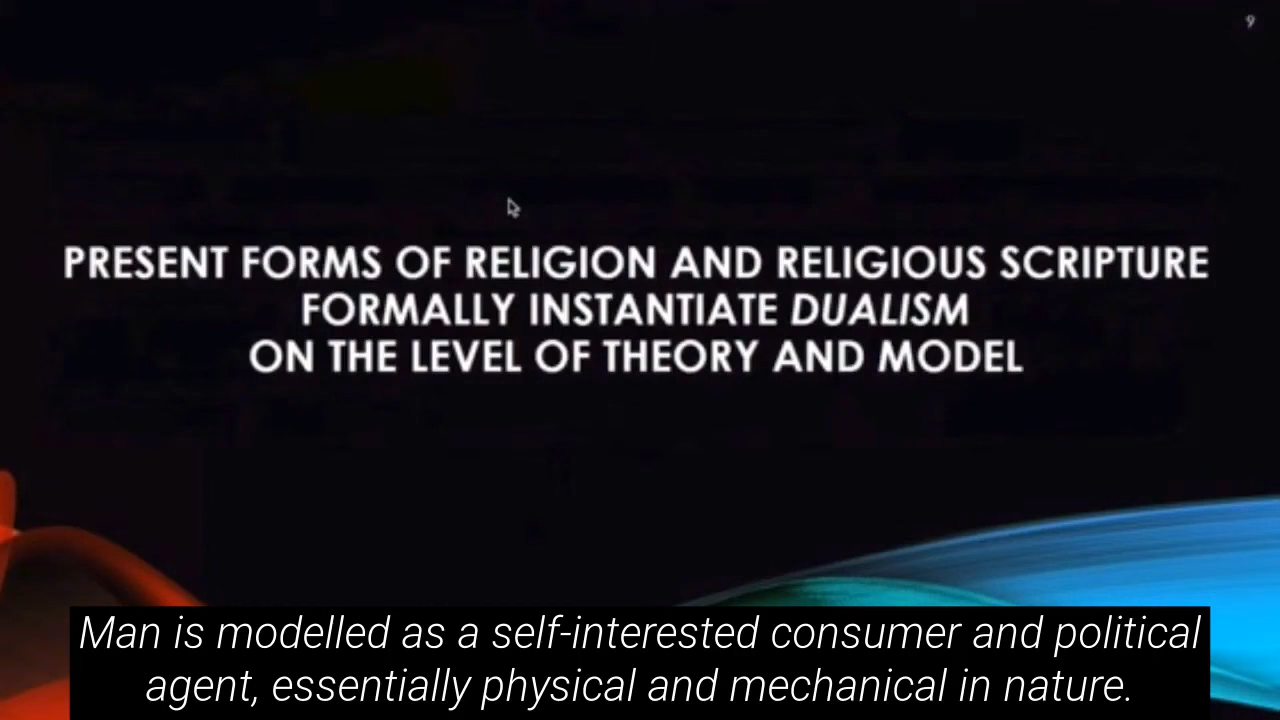 9
PRESENT FORMS OF RELIGION AND RELIGIOUS SCRIPTURE
FORMALLY INSTANTIATE DUALISM
ON THE LEVEL OF THEORY AND MODEL
Man is modelled as a self-interested consumer and political
agent, essentially physical and mechanical in nature.